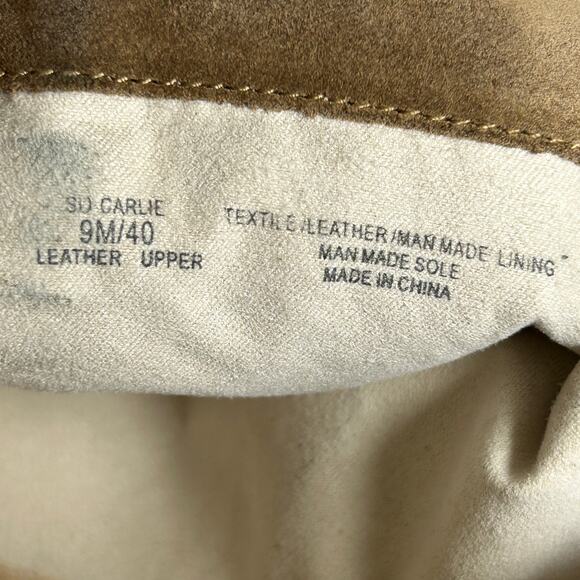 SD CARLIE
9M/40
LEATHER UPPER
TEXTILE/LEATHER/MAN MADE LINING
MAN MADE SOLE
MADE IN CHINA